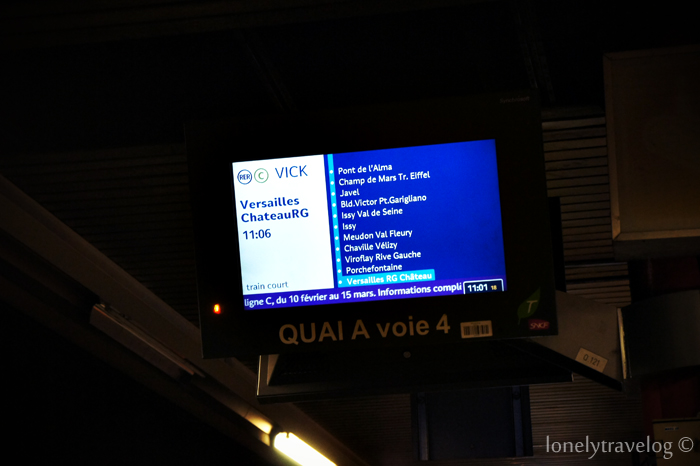 RER C VICK
Versailles
ChateauRG
11:06
train court
Pont de l'Alma
Champ de Mars Tr. Eiffel
Javel
Bld.Victor Pt.Garigliano
Issy Val de Seine
Issy
Meudon Val Fleury
Chaville Vélizy
Viroflay Rive Gauche
Porchefontaine
Versailles RG Château
ligne C, du 10 février au 15 mars. Informations compli
11:01 18
QUAI A voie 4
SNCF
lonelytravelog ©